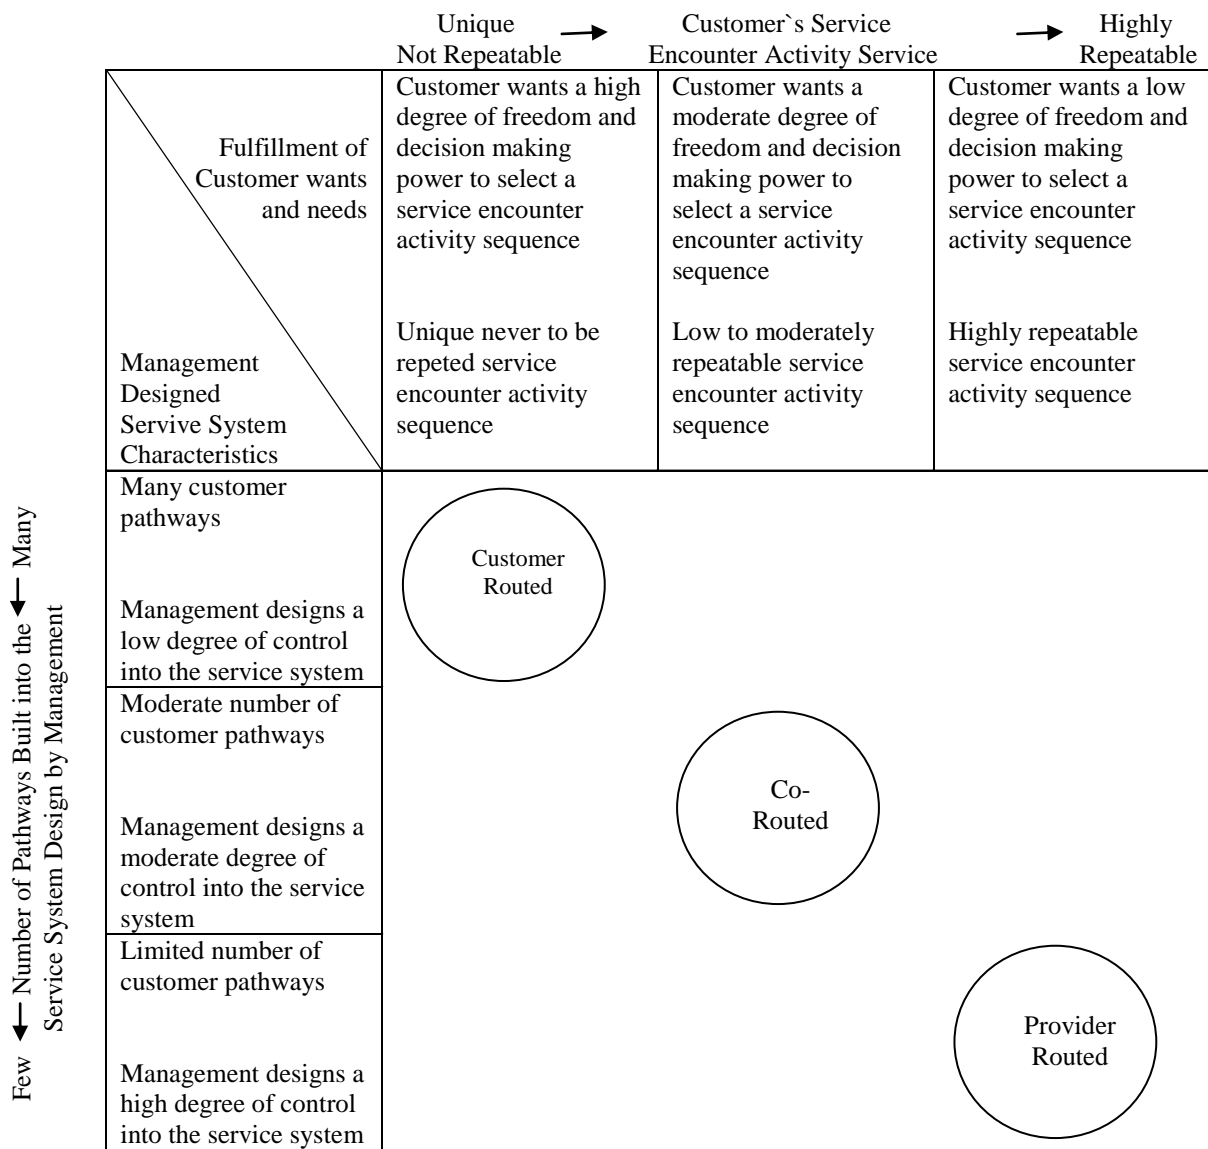 Unique
Not Repeatable
Customer`s Service
Encounter Activity Service
Highly
Repeatable
Fulfillment of
Customer wants
and needs
Management
Designed
Servive System
Characteristics
Customer wants a high
degree of freedom and
decision making
power to select a
service encounter
activity sequence
Unique never to be
repeted service
encounter activity
sequence
Customer wants a
moderate degree of
freedom and decision
making power to
select a service
encounter activity
sequence
Low to moderately
repeatable service
encounter activity
sequence
Customer wants a low
degree of freedom and
decision making
power to select a
service encounter
activity sequence
Highly repeatable
service encounter
activity sequence
Few Number of Pathways Built into the Many
Service System Design by Management
Many customer
pathways
Management designs a
low degree of control
into the service system
Customer
Routed
Moderate number of
customer pathways
Management designs a
moderate degree of
control into the service
system
Co-
Routed
Limited number of
customer pathways
Management designs a
high degree of control
into the service system
Provider
Routed